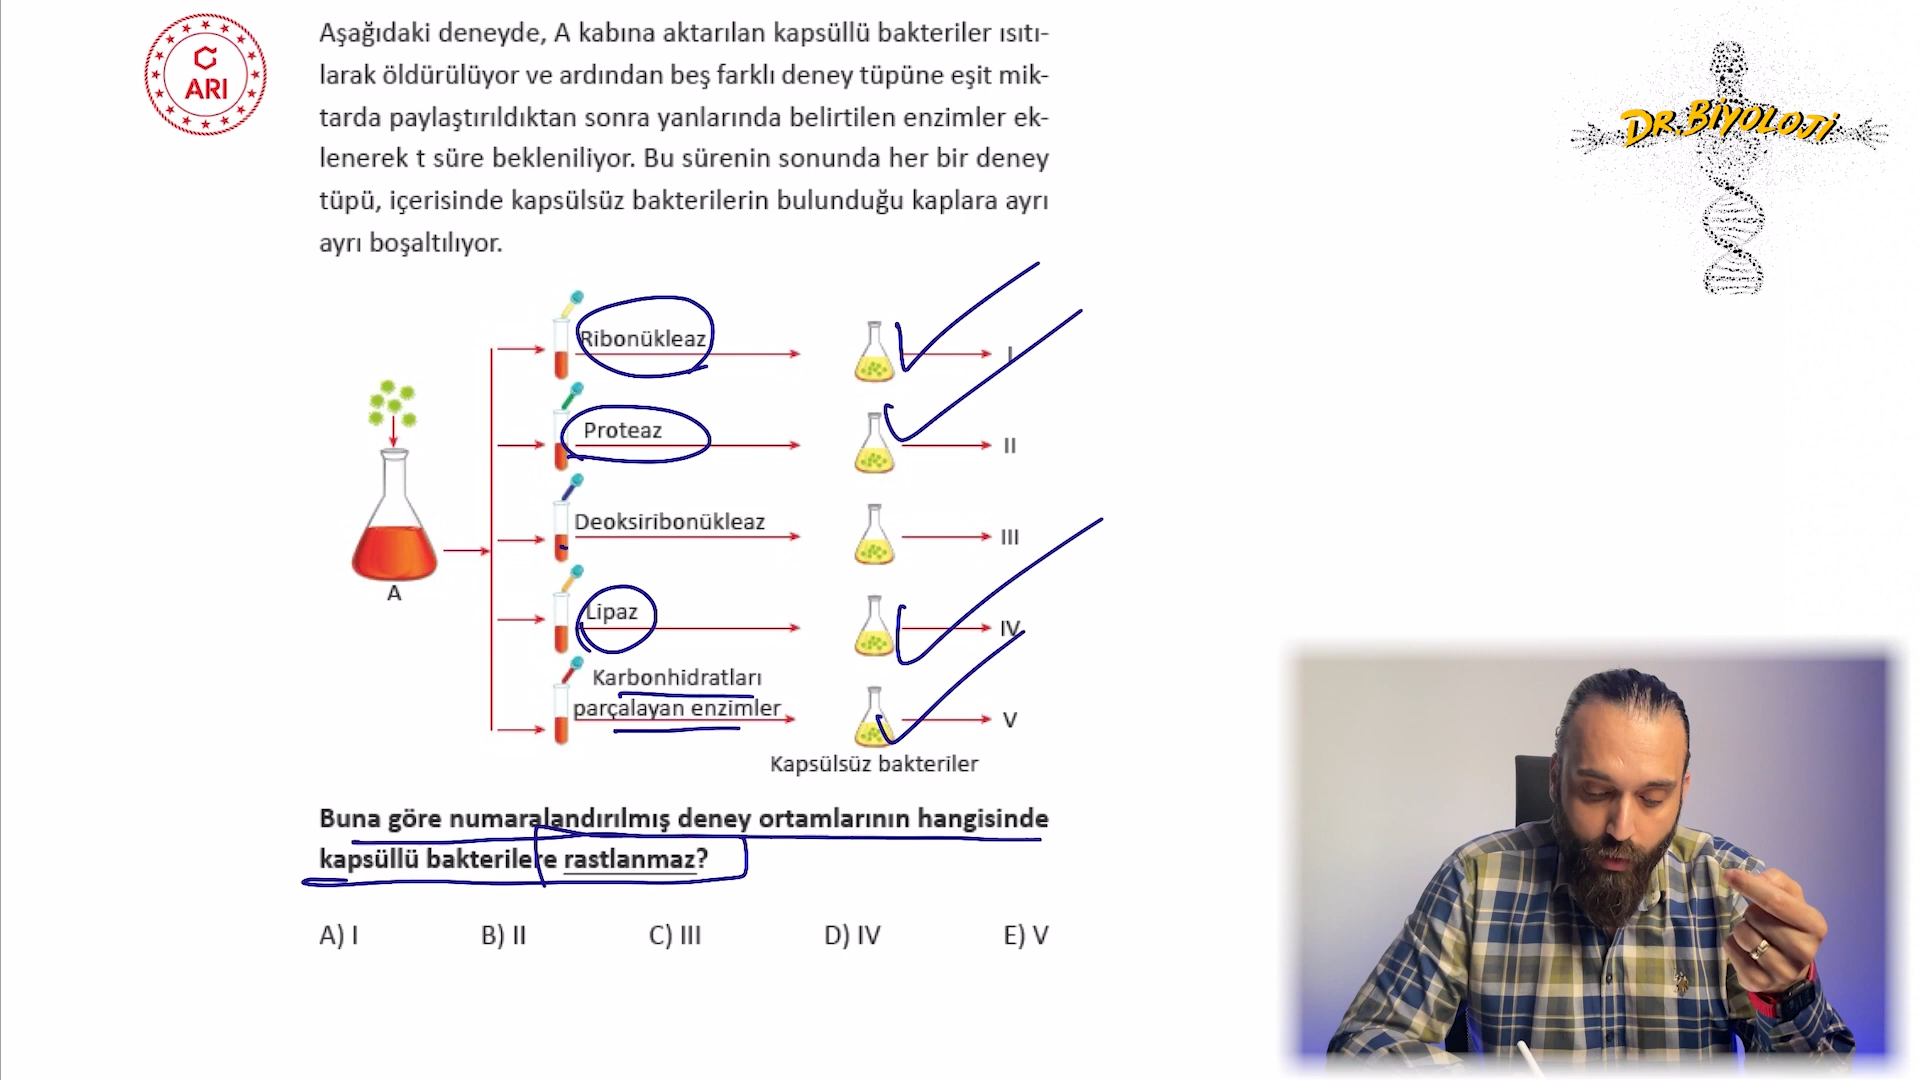 ARI
Aşağıdaki deneyde, A kabına aktarılan kapsüllü bakteriler ısıtı-
larak öldürülüyor ve ardından beş farklı deney tüpüne eşit mik-
tarda paylaştırıldıktan sonra yanlarında belirtilen enzimler ek-
lenerek t süre bekleniliyor. Bu sürenin sonunda her bir deney
tüpü, içerisinde kapsülsüz bakterilerin bulunduğu kaplara ayrı
ayrı boşaltılıyor.
DR.BİYOLOJİ
Ribonükleaz
I
Proteaz
II
Deoksiribonükleaz
III
A
Lipaz
IV
Karbonhidratları
parçalayan enzimler
V
Kapsülsüz bakteriler
Buna göre numaralandırılmış deney ortamlarının hangisinde
kapsüllü bakterilere rastlanmaz?
A) I B) II C) III D) IV E) V